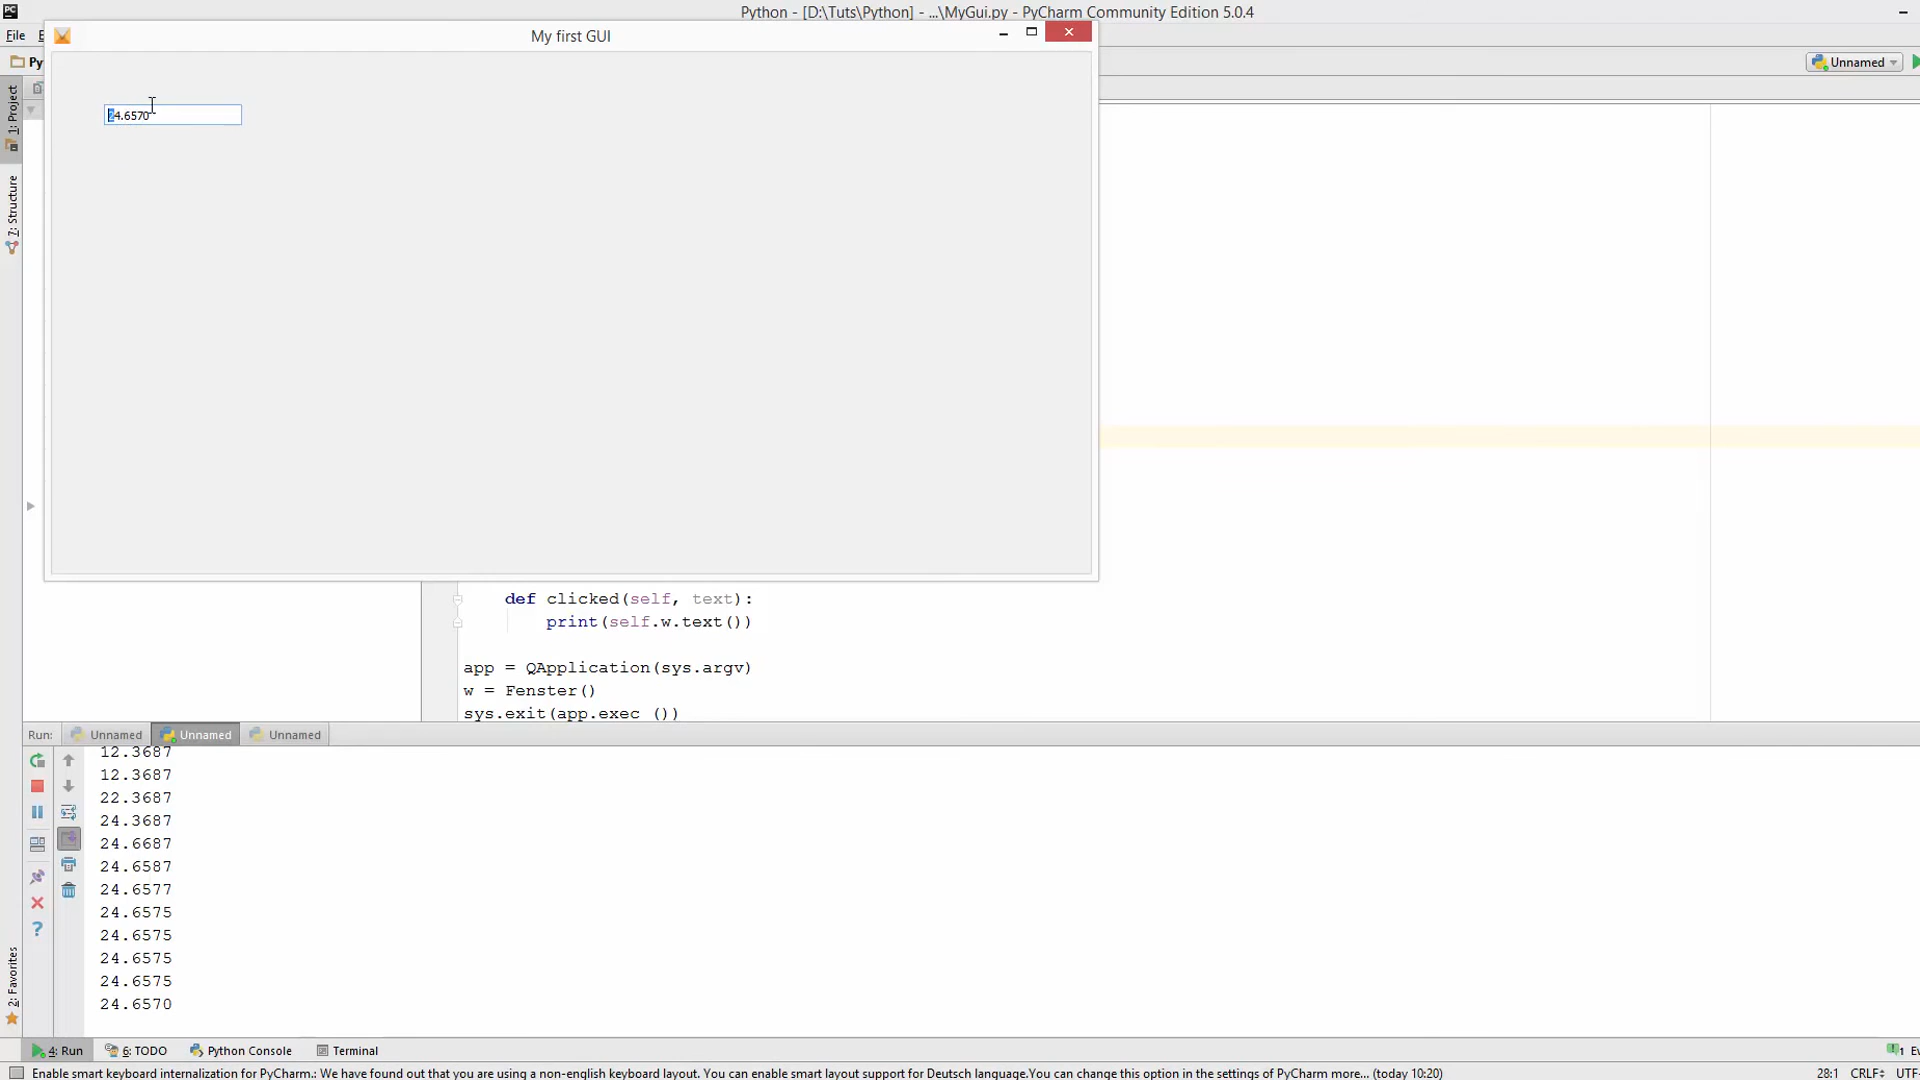 Python - [D:\Tuts\Python] - ...\MyGui.py - PyCharm Community Edition 5.0.4
My first GUI
File
Py
Unnamed
1: Project
4.6570
7: Structure
def clicked(self, text):
print(self.w.text())
app = QApplication(sys.argv)
w = Fenster()
sys.exit(app.exec_())
Run: Unnamed Unnamed Unnamed
12.3687
12.3687
22.3687
24.3687
24.6687
24.6587
24.6577
24.6575
24.6575
24.6575
24.6575
24.6570
2: Favorites
4: Run 6: TODO Python Console Terminal
1 Ev
Enable smart keyboard internalization for PyCharm.: We have found out that you are using a non-english keyboard layout. You can enable smart layout support for Deutsch language.You can change this option in the settings of PyCharm more... (today 10:20)
28:1 CRLF UTF-